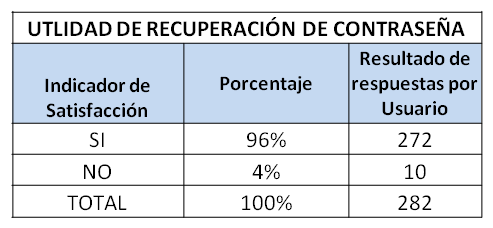 UTLIDAD DE RECUPERACIÓN DE CONTRASEÑA
Indicador de Satisfacción Porcentaje Resultado de respuestas por Usuario
SI 96% 272
NO 4% 10
TOTAL 100% 282